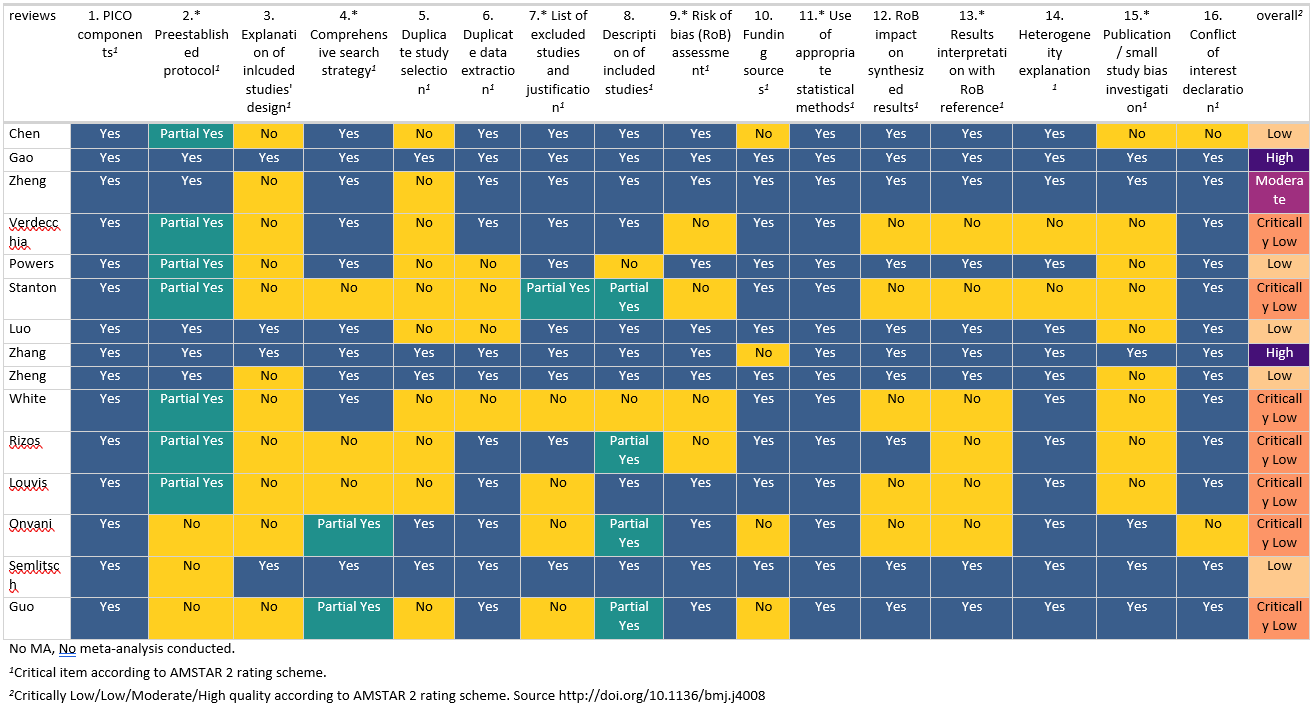 reviews 1. PICO components¹ 2.* Preestablished protocol¹ 3. Explanation of inlcuded studies' design¹ 4.* Comprehensive search strategy¹ 5. Duplicate study selection¹ 6. Duplicate data extraction¹ 7.* List of excluded studies and justification¹ 8. Description of included studies¹ 9.* Risk of bias (RoB) assessment¹ 10. Funding sources¹ 11.* Use of appropriate statistical methods¹ 12. RoB impact on synthesized results¹ 13.* Results interpretation with RoB reference¹ 14. Heterogeneity explanation¹ 15.* Publication/ small study bias investigation¹ 16. Conflict of interest declaration¹ overall²
Chen Yes Partial Yes No Yes No Yes Yes Yes Yes No Yes Yes Yes Yes No No Low
Gao Yes Yes Yes Yes Yes Yes Yes Yes Yes Yes Yes Yes Yes Yes Yes Yes High
Zheng Yes Yes No Yes No Yes Yes Yes Yes Yes Yes Yes Yes Yes Yes Yes Moderate
Verdecchia Yes Partial Yes No Yes No Yes Yes Yes No Yes Yes No No No No Yes Critically Low
Powers Yes Partial Yes No Yes No No Yes No Yes Yes Yes Yes Yes Yes No Yes Low
Stanton Yes Partial Yes No No No No Partial Yes Partial Yes No Yes Yes No No No No Yes Critically Low
Luo Yes Yes Yes Yes No No Yes Yes Yes Yes Yes Yes Yes Yes No Yes Low
Zhang Yes Yes Yes Yes Yes Yes Yes Yes Yes No Yes Yes Yes Yes Yes Yes High
Zheng Yes Yes No Yes Yes Yes Yes Yes Yes Yes Yes Yes Yes Yes No Yes Low
White Yes Partial Yes No Yes No No No No No Yes Yes No No Yes No Yes Critically Low
Rizos Yes Partial Yes No No No Yes Yes Partial Yes No Yes Yes Yes No Yes No Yes Critically Low
Louvis Yes Partial Yes No No No Yes No Yes Yes Yes Yes No No Yes No Yes Critically Low
Onvani Yes No No Partial Yes Yes Yes No Partial Yes Yes No Yes No No Yes Yes No Critically Low
Semlitsch Yes No Yes Yes Yes Yes Yes Yes Yes Yes Yes Yes Yes Yes Yes Yes Low
Guo Yes No No Partial Yes No Yes No Partial Yes Yes No Yes Yes Yes Yes Yes Yes Critically Low
No MA, No meta-analysis conducted.
¹Critical item according to AMSTAR 2 rating scheme.
²Critically Low/Low/Moderate/High quality according to AMSTAR 2 rating scheme. Source http://doi.org/10.1136/bmj.j4008